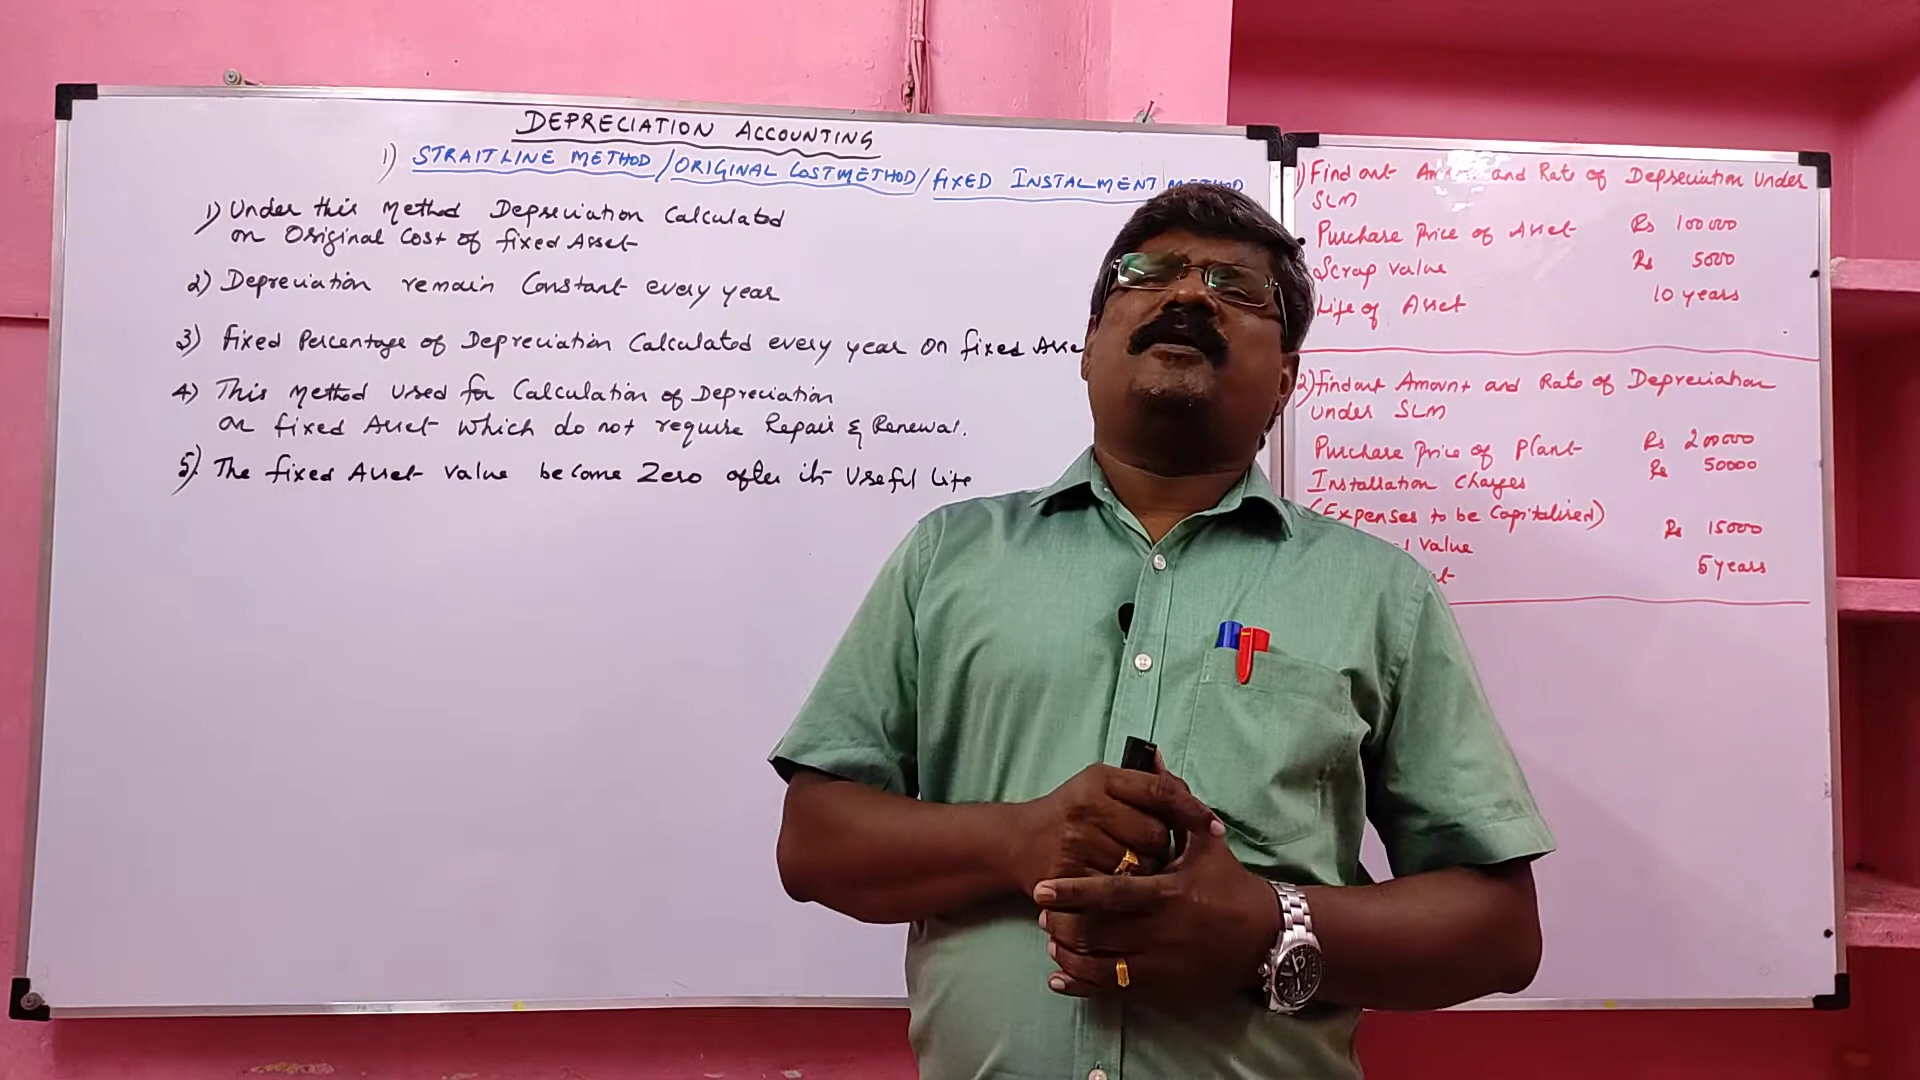 DEPRECIATION ACCOUNTING
1) STRAITLINE METHOD/ORIGINAL COSTMETHOD/FIXED INSTALMENT METHOD
1) Under this Method Depreciation Calculated
on Original Cost of fixed Asset
2) Depreciation remain Constant every year
3) Fixed Percentage of Depreciation Calculated every year on fixed
4) This Method Used for Calculation of Depreciation
on fixed Asset which do not require Repair & Renewal.
5). The fixed Asset Value become Zero after its Useful Life
1) Find out and Rate of Depreciation Under
SLM
Purchase Price of Asset Rs 100000
Scrap value Rs 5000
Life of Asset 10 years
2) Find out Amount and Rate of Depreciation
under SLM
Purchase Price of Plant Rs 200000
Installation Charges Rs 50000
(Expenses to be Capitalised)
Value Rs 15000
5 years